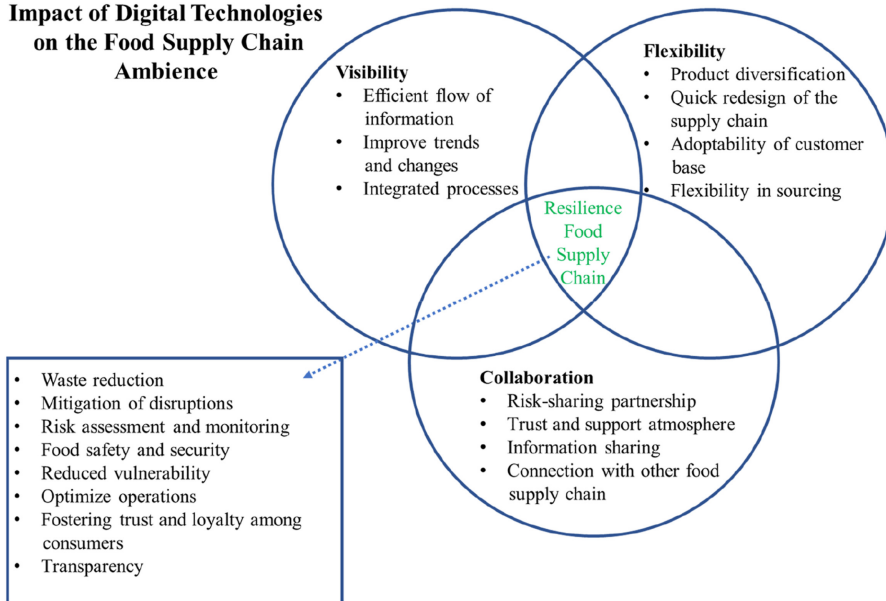 Impact of Digital Technologies
on the Food Supply Chain
Ambience
Visibility
• Efficient flow of
information
• Improve trends
and changes
• Integrated processes
Flexibility
• Product diversification
• Quick redesign of the
supply chain
• Adoptability of customer
base
• Flexibility in sourcing
Resilience
Food
Supply
Chain
Collaboration
• Risk-sharing partnership
• Trust and support atmosphere
• Information sharing
• Connection with other food
supply chain
• Waste reduction
• Mitigation of disruptions
• Risk assessment and monitoring
• Food safety and security
• Reduced vulnerability
• Optimize operations
• Fostering trust and loyalty among
consumers
• Transparency